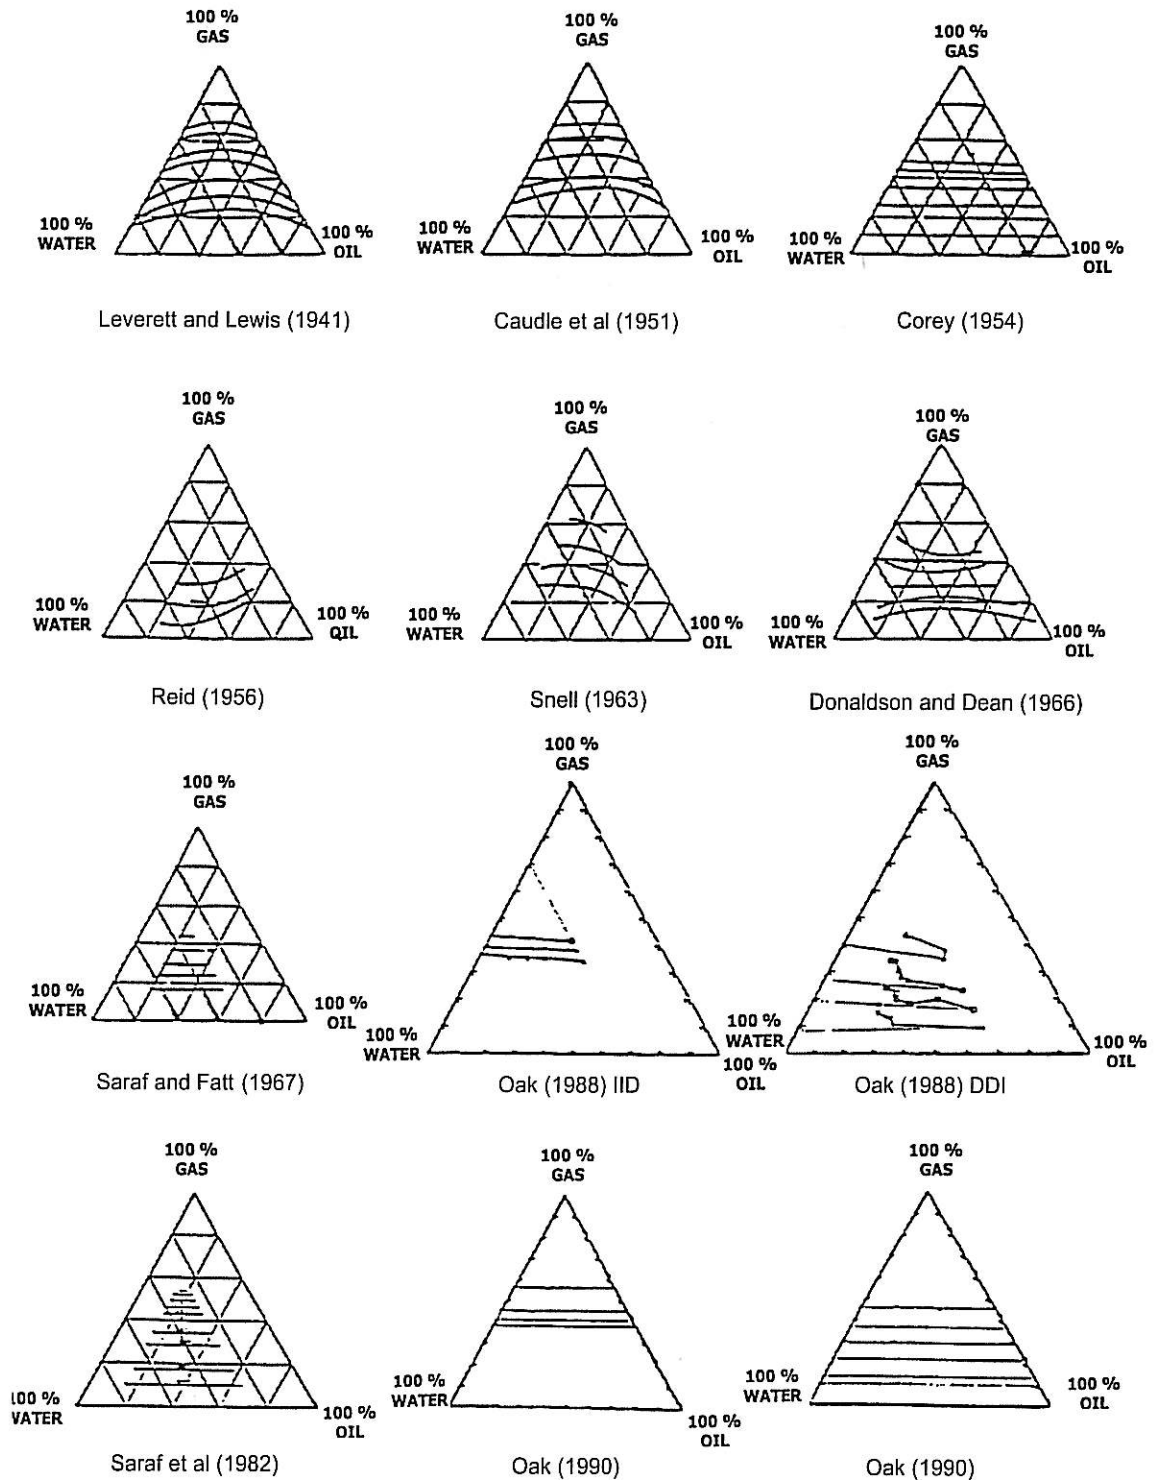 100 %
GAS
100 %
WATER
100 %
OIL
Leverett and Lewis (1941)
100 %
GAS
100 %
WATER
100 %
OIL
Caudle et al (1951)
100 %
GAS
100 %
WATER
100 %
OIL
Corey (1954)
100 %
GAS
100 %
WATER
100 %
QIL
Reid (1956)
100 %
GAS
100 %
WATER
100 %
OIL
Snell (1963)
100 %
GAS
100 %
WATER
100 %
OIL
Donaldson and Dean (1966)
100 %
GAS
100 %
WATER
100 %
OIL
Saraf and Fatt (1967)
100 %
GAS
100 %
WATER
100 %
OIL
Oak (1988) IID
100 %
GAS
100 %
WATER
100 %
OIL
Oak (1988) DDI
100 %
GAS
100 %
WATER
100 %
OIL
Saraf et al (1982)
100 %
GAS
100 %
WATER
100 %
OIL
Oak (1990)
100 %
GAS
100 %
WATER
100 %
OIL
Oak (1990)